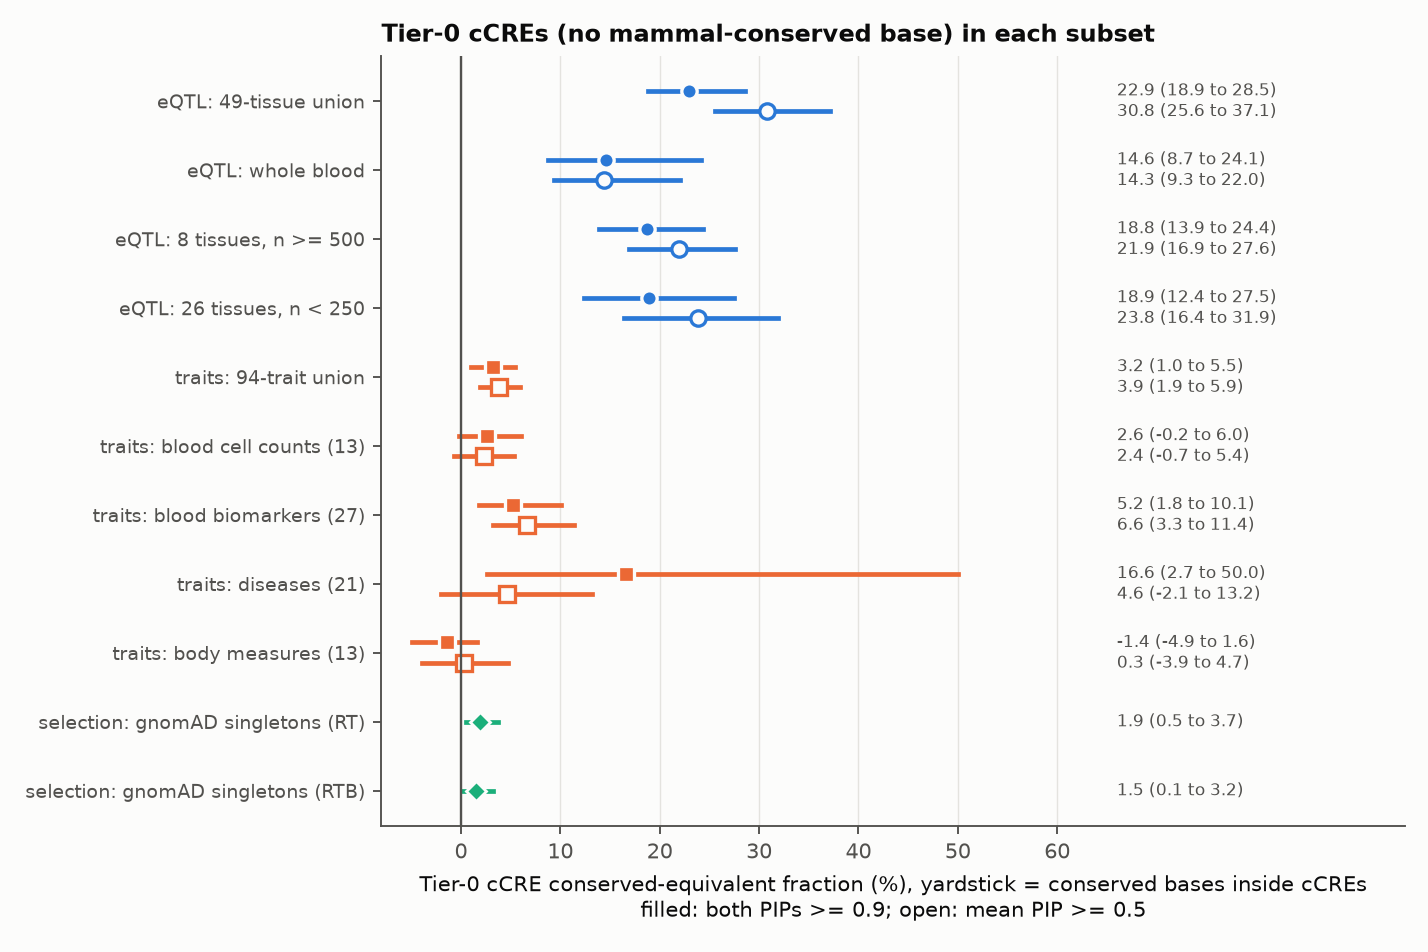 Tier-0 cCREs (no mammal-conserved base) in each subset
eQTL: 49-tissue union
22.9 (18.9 to 28.5)
30.8 (25.6 to 37.1)
eQTL: whole blood
14.6 (8.7 to 24.1)
14.3 (9.3 to 22.0)
eQTL: 8 tissues, n >= 500
18.8 (13.9 to 24.4)
21.9 (16.9 to 27.6)
eQTL: 26 tissues, n < 250
18.9 (12.4 to 27.5)
23.8 (16.4 to 31.9)
traits: 94-trait union
3.2 (1.0 to 5.5)
3.9 (1.9 to 5.9)
traits: blood cell counts (13)
2.6 (-0.2 to 6.0)
2.4 (-0.7 to 5.4)
traits: blood biomarkers (27)
5.2 (1.8 to 10.1)
6.6 (3.3 to 11.4)
traits: diseases (21)
16.6 (2.7 to 50.0)
4.6 (-2.1 to 13.2)
traits: body measures (13)
-1.4 (-4.9 to 1.6)
0.3 (-3.9 to 4.7)
selection: gnomAD singletons (RT)
1.9 (0.5 to 3.7)
selection: gnomAD singletons (RTB)
1.5 (0.1 to 3.2)
0 10 20 30 40 50 60
Tier-0 cCRE conserved-equivalent fraction (%), yardstick = conserved bases inside cCREs
filled: both PIPs >= 0.9; open: mean PIP >= 0.5